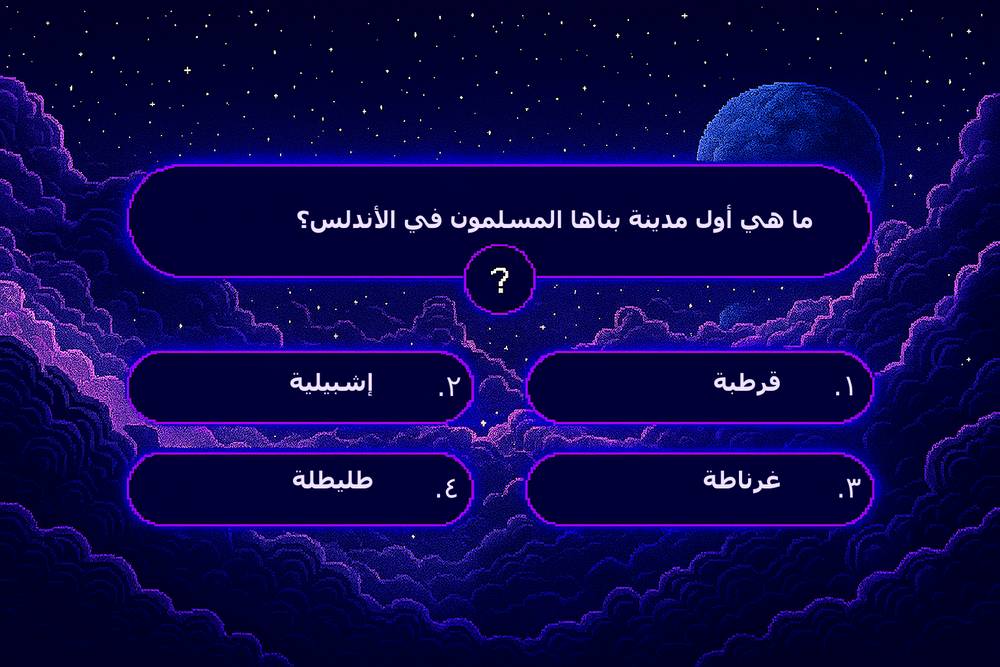 ما هي أول مدينة بناها المسلمون في الأندلس؟
?
١. قرطبة
٢. إشبيلية
٣. غرناطة
٤. طليطلة